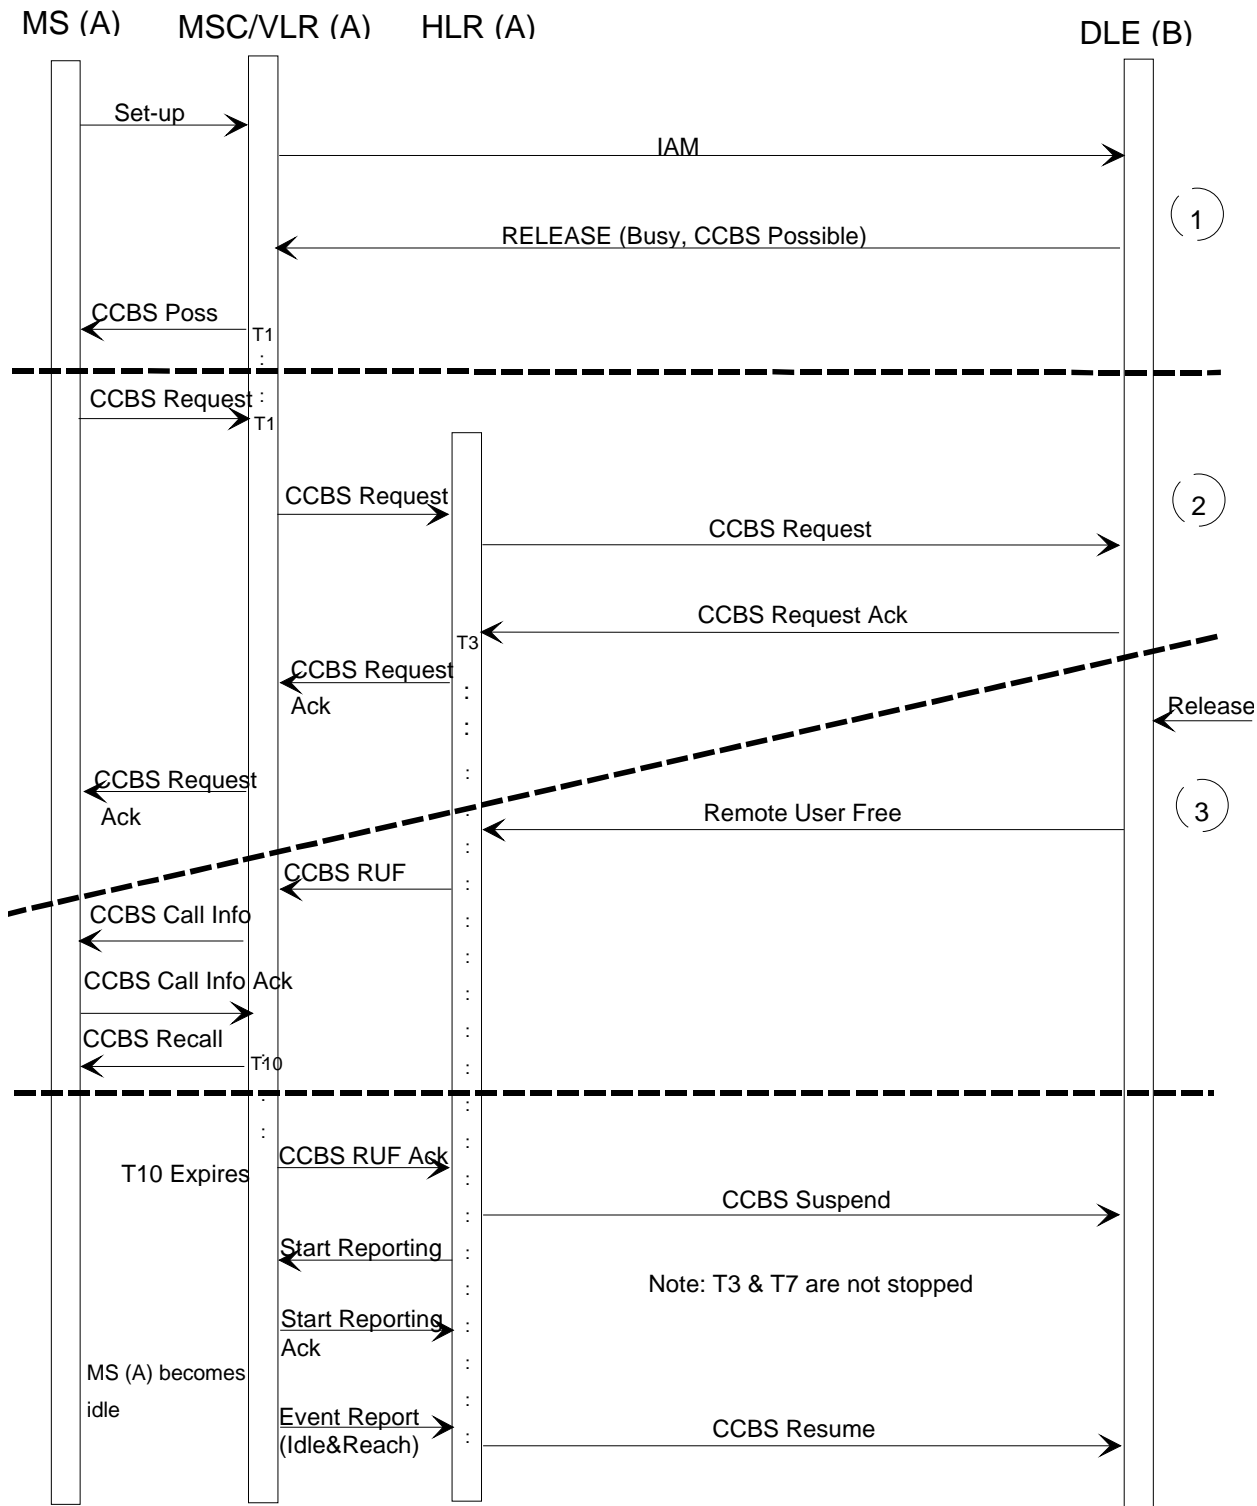 MS (A)
MSC/VLR (A)
HLR (A)
DLE (B)
Set-up
IAM
1
RELEASE (Busy, CCBS Possible)
CCBS Poss
T1
CCBS Request
T1
CCBS Request
2
CCBS Request
CCBS Request Ack
T3
CCBS Request
Ack
Release
CCBS Request
Ack
Remote User Free
3
CCBS RUF
CCBS Call Info
CCBS Call Info Ack
CCBS Recall
T10
T10 Expires
CCBS RUF Ack
CCBS Suspend
Start Reporting
Note: T3 & T7 are not stopped
Start Reporting
Ack
MS (A) becomes
idle
Event Report
(Idle&Reach)
CCBS Resume